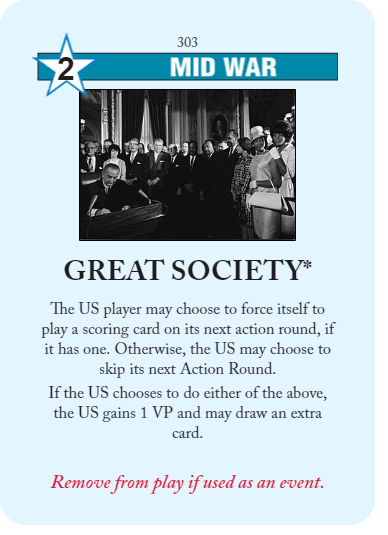 303
2
MID WAR
GREAT SOCIETY*
The US player may choose to force itself to
play a scoring card on its next action round, if
it has one. Otherwise, the US may choose to
skip its next Action Round.
If the US chooses to do either of the above,
the US gains 1 VP and may draw an extra
card.
Remove from play if used as an event.